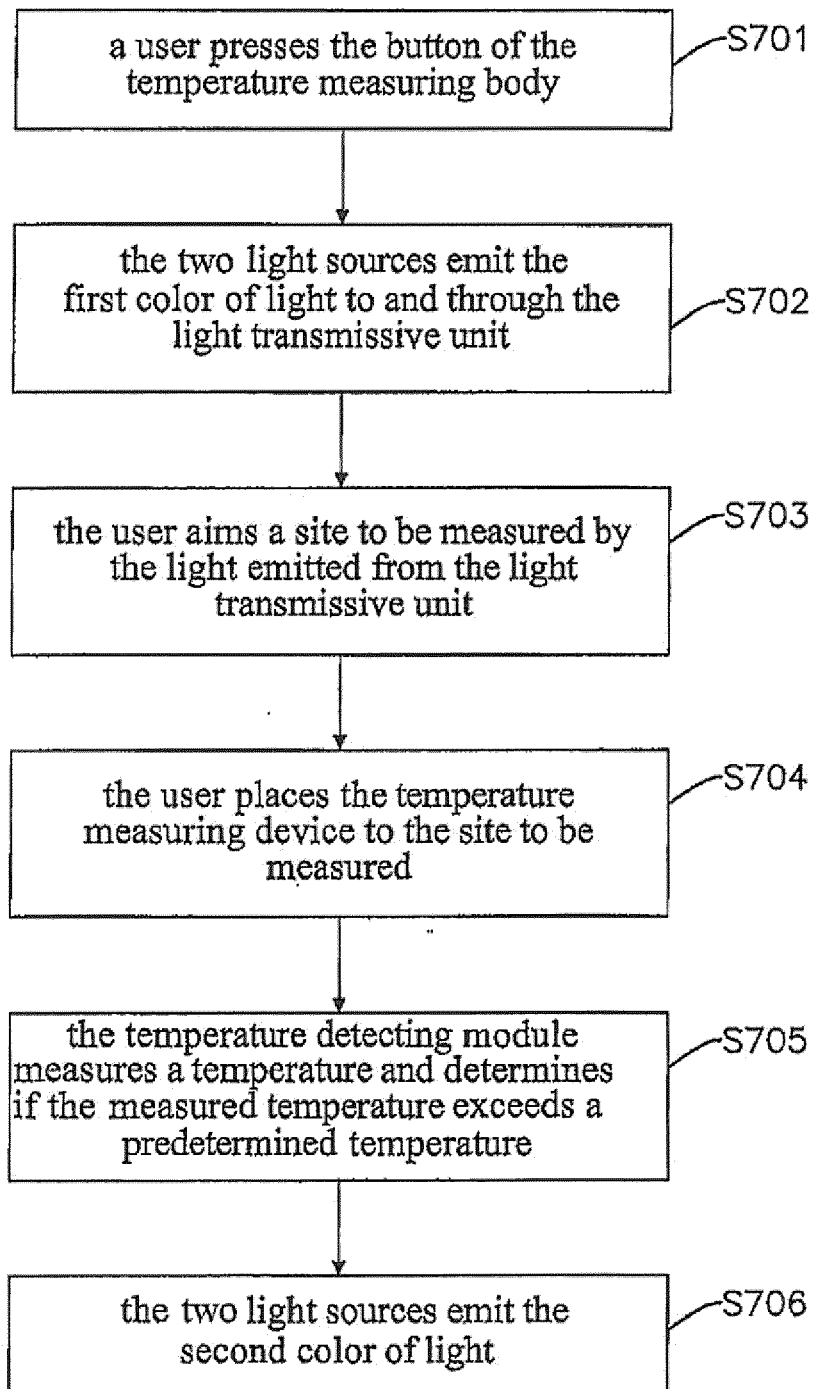 a user presses the button of the
temperature measuring body
S701
the two light sources emit the
first color of light to and through the
light transmissive unit
S702
the user aims a site to be measured by
the light emitted from the light
transmissive unit
S703
the user places the temperature
measuring device to the site to be
measured
S704
the temperature detecting module
measures a temperature and determines
if the measured temperature exceeds a
predetermined temperature
S705
the two light sources emit the
second color of light
S706